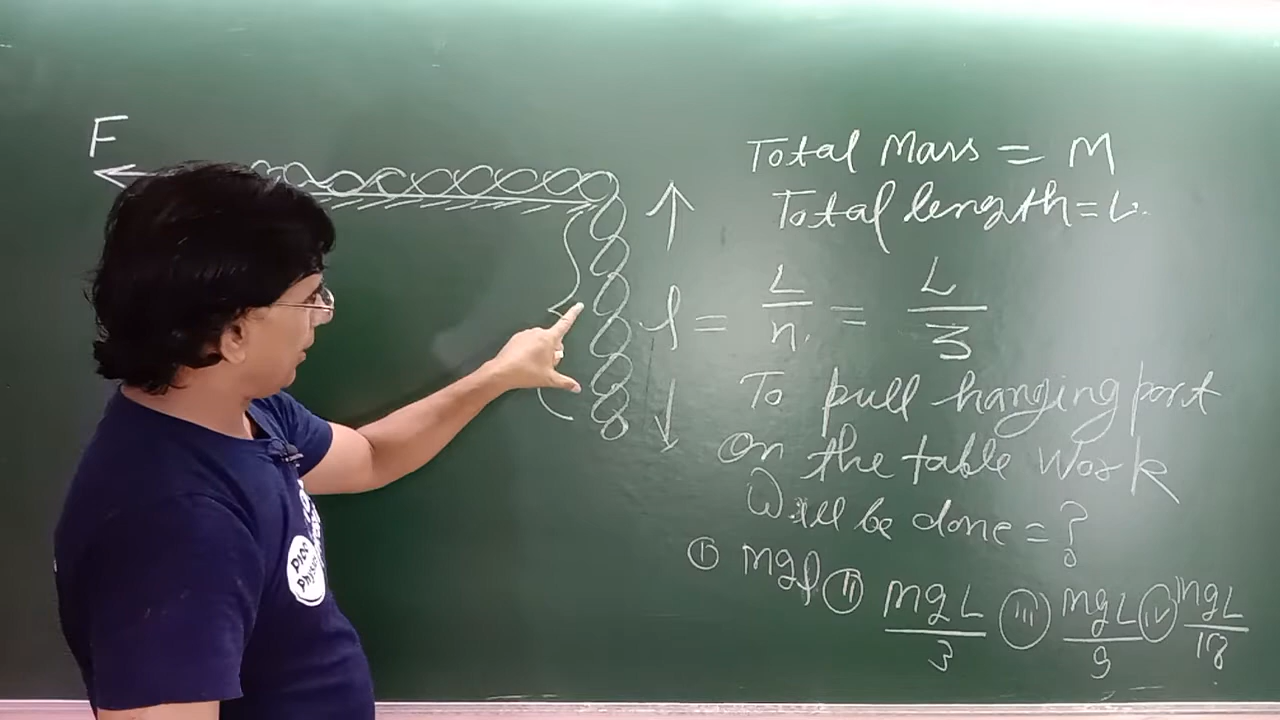 F
Total Mass = M
Total length = L
l = L/n = L/3
To pull hanging part
on the table Work
Will be done = ?
(i) mgl (ii) mgL/3 (iii) mgL/9 (iv) mgL/18